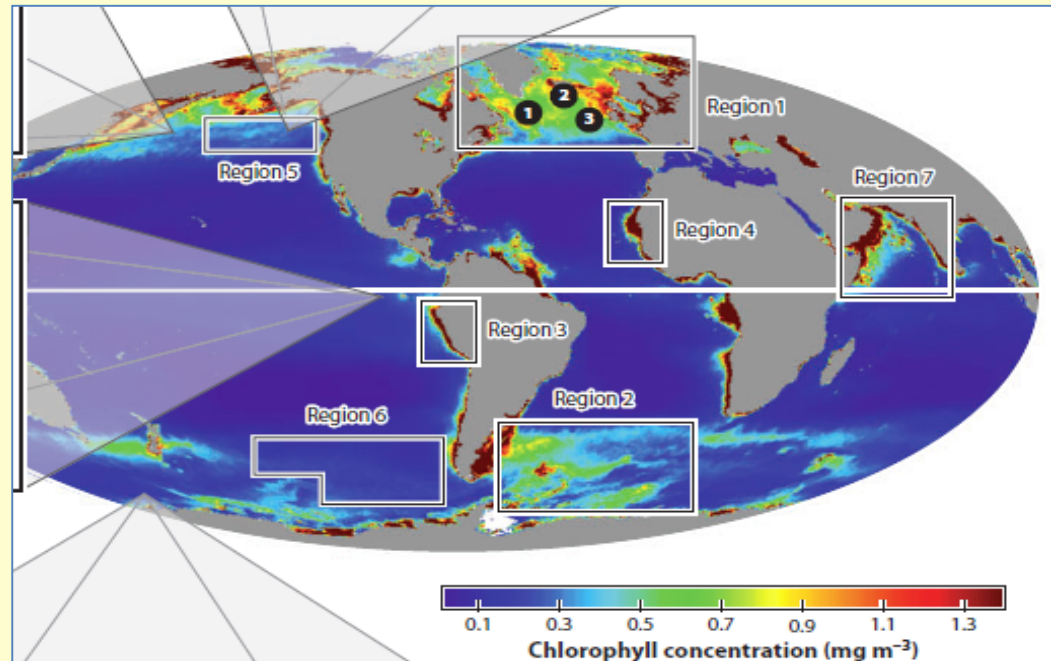 1
2
3
Region 1
Region 5
Region 7
Region 4
Region 3
Region 6
Region 2
0.1 0.3 0.5 0.7 0.9 1.1 1.3
Chlorophyll concentration (mg m⁻³)